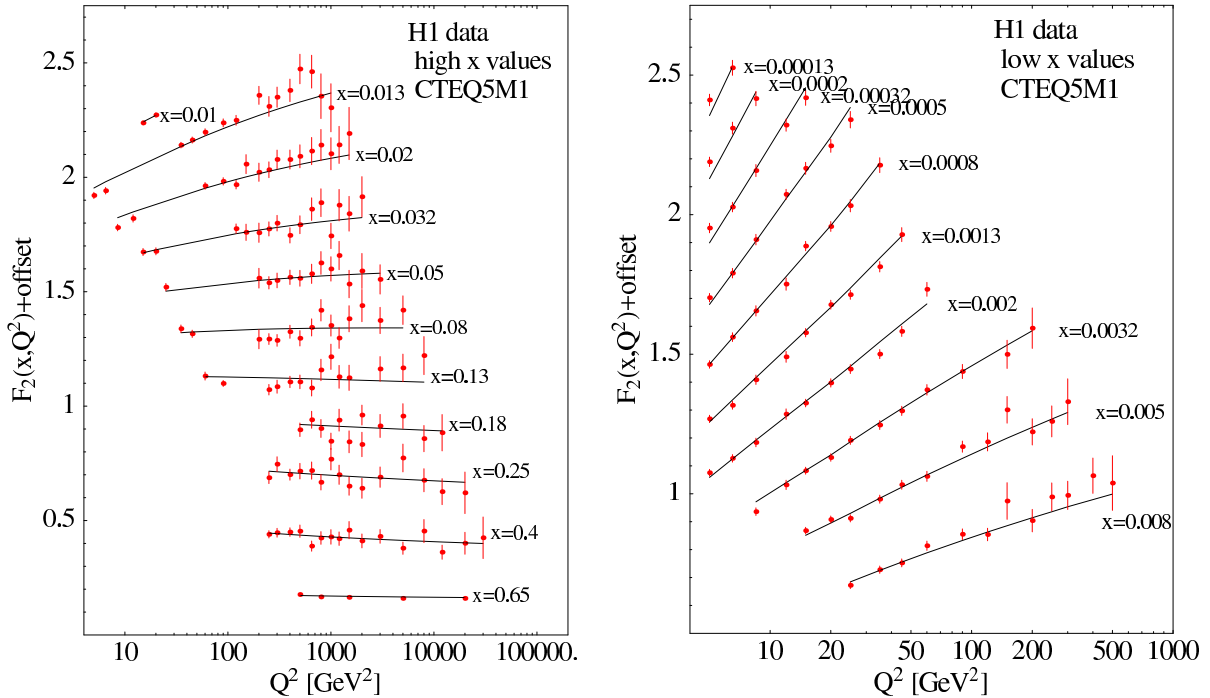 H1 data
high x values
CTEQ5M1
2.5
2
1.5
1
0.5
F2(x,Q²)+offset
x=0.01
x=0.013
x=0.02
x=0.032
x=0.05
x=0.08
x=0.13
x=0.18
x=0.25
x=0.4
x=0.65
10
100
1000
10000
100000.
Q² [GeV²]
H1 data
low x values
CTEQ5M1
2.5
2
1.5
1
F2(x,Q²)+offset
x=0.00013
x=0.0002
x=0.00032
x=0.0005
x=0.0008
x=0.0013
x=0.002
x=0.0032
x=0.005
x=0.008
10
20
50
100
200
500
1000
Q² [GeV²]